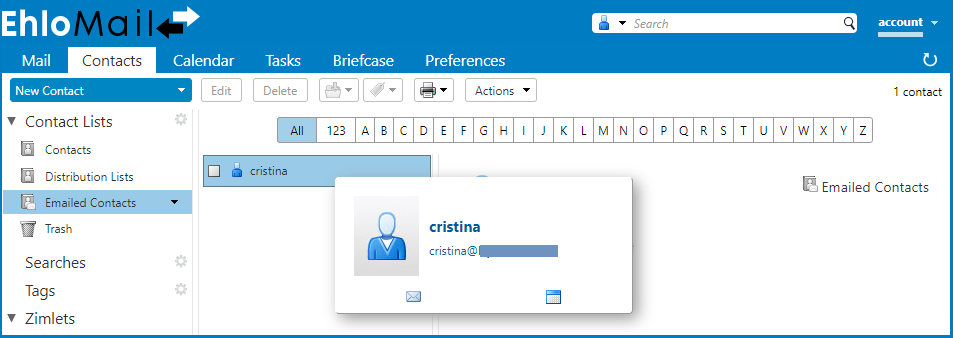 EhloMail
Search
account
Mail Contacts Calendar Tasks Briefcase Preferences
New Contact Edit Delete Actions 1 contact
Contact Lists
All 123 A B C D E F G H I J K L M N O P Q R S T U V W X Y Z
Contacts
cristina
Distribution Lists
Emailed Contacts
Emailed Contacts
Trash
cristina
cristina@
Searches
Tags
Zimlets